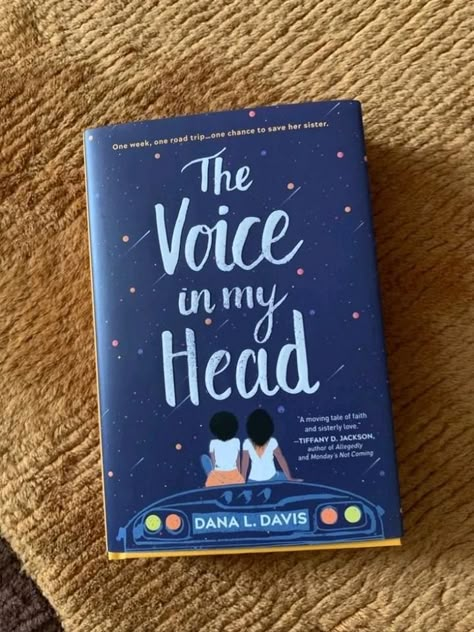 One week, one road trip...one chance to save her sister.
The
Voice
in my
Head
"A moving tale of faith
and sisterly love."
—TIFFANY D. JACKSON,
author of Allegedly
and Monday's Not Coming
DANA L. DAVIS